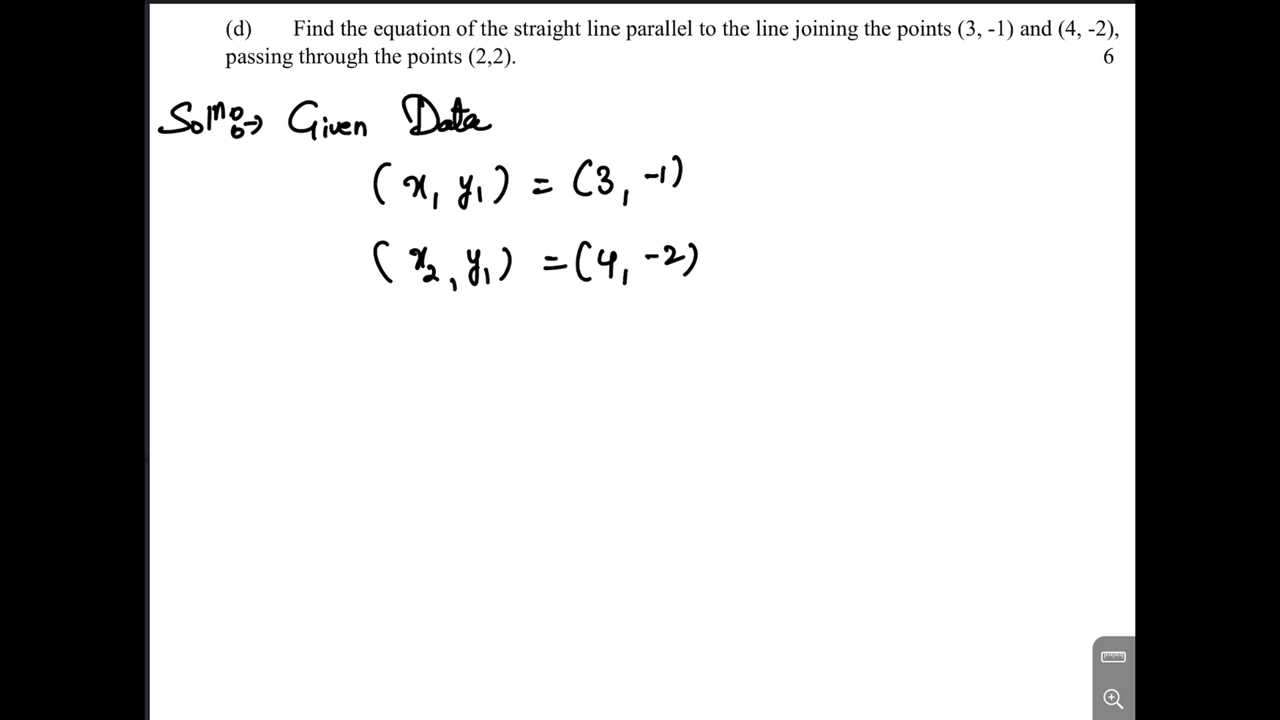 (d) Find the equation of the straight line parallel to the line joining the points (3, -1) and (4, -2),
passing through the points (2,2). 6
Solⁿ:→ Given Data
(x₁ y₁) = (3, -1)
(x₂, y₁) = (4, -2)